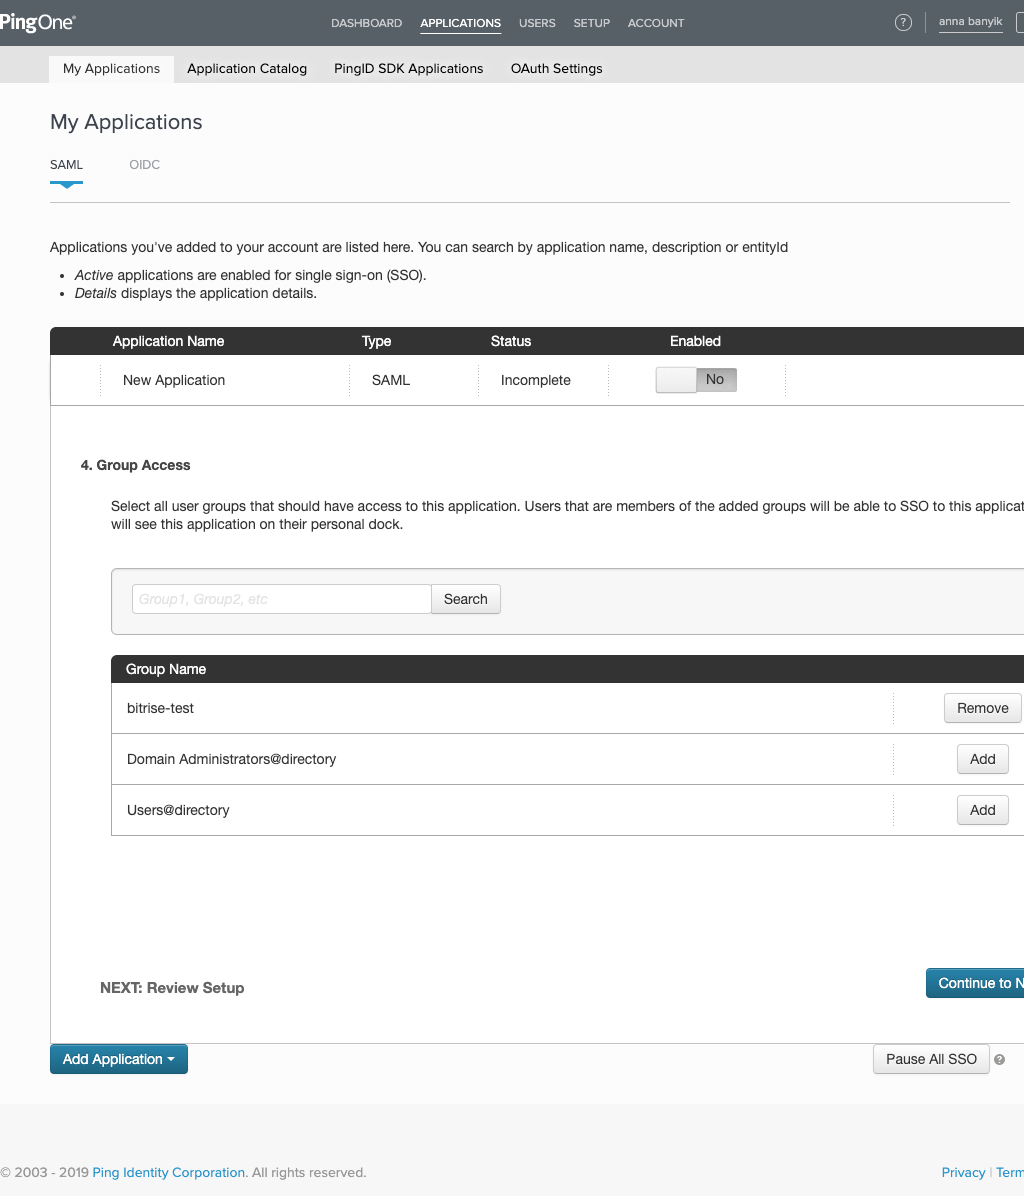 PingOne®
DASHBOARD APPLICATIONS USERS SETUP ACCOUNT ? anna banyik
My Applications Application Catalog PingID SDK Applications OAuth Settings
My Applications
SAML OIDC
Applications you've added to your account are listed here. You can search by application name, description or entityId
• Active applications are enabled for single sign-on (SSO).
• Details displays the application details.
Application Name Type Status Enabled
New Application SAML Incomplete No
4. Group Access
Select all user groups that should have access to this application. Users that are members of the added groups will be able to SSO to this applicat
will see this application on their personal dock.
Group1, Group2, etc Search
Group Name
bitrise-test Remove
Domain Administrators@directory Add
Users@directory Add
NEXT: Review Setup Continue to N
Add Application Pause All SSO ?
© 2003 - 2019 Ping Identity Corporation. All rights reserved. Privacy | Term